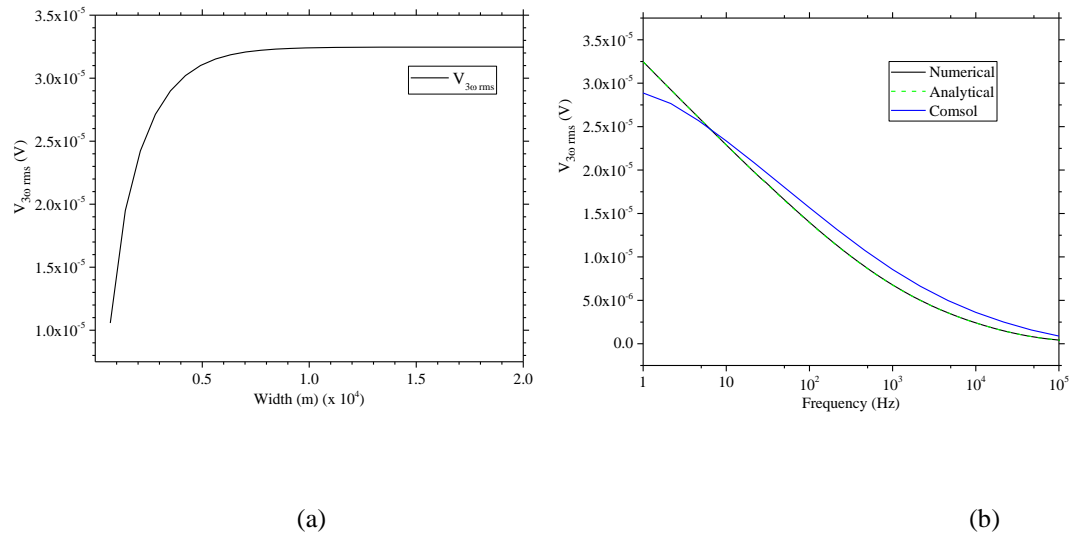 3.5x10⁻⁵
3.0x10⁻⁵
2.5x10⁻⁵
2.0x10⁻⁵
1.5x10⁻⁵
1.0x10⁻⁵
V₃ω rms (V)
V₃ω rms
0.5 1.0 1.5 2.0
Width (m) (x 10⁴)
(a)
3.5x10⁻⁵
3.0x10⁻⁵
2.5x10⁻⁵
2.0x10⁻⁵
1.5x10⁻⁵
1.0x10⁻⁵
5.0x10⁻⁶
0.0
V₃ω rms (V)
Numerical
Analytical
Comsol
1 10 10² 10³ 10⁴ 10⁵
Frequency (Hz)
(b)